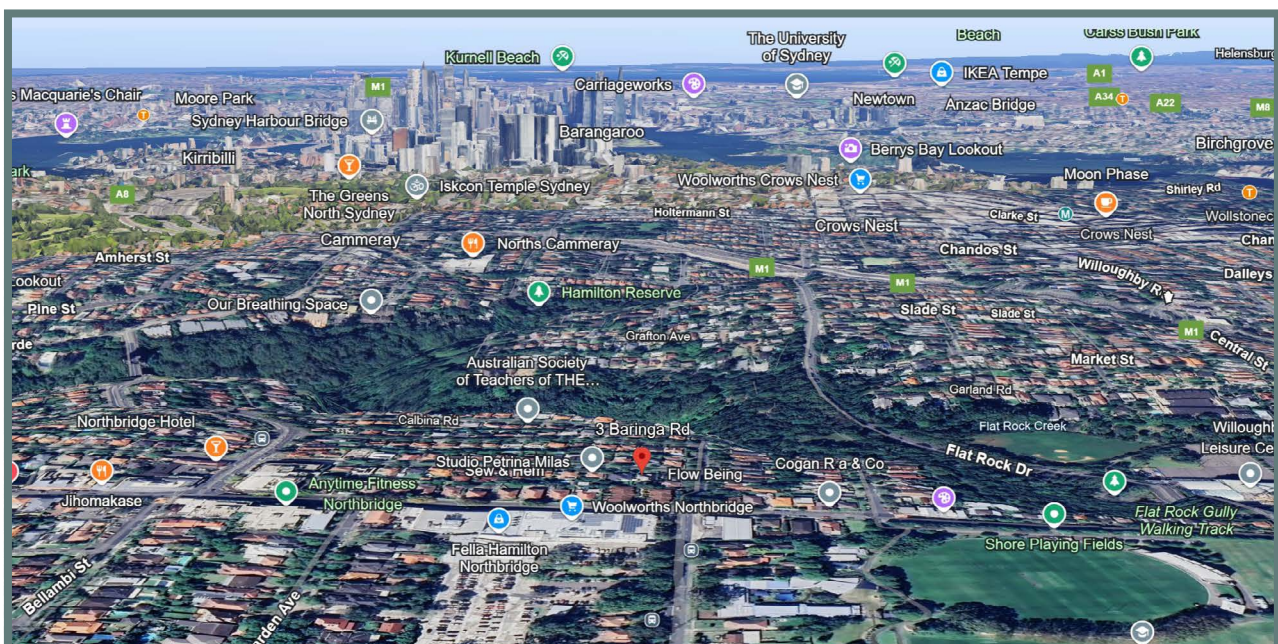 Beach
Carss Bush Park
The University
of Sydney
Kurnell Beach
Helensburg
IKEA Tempe
A1
M1
Carriageworks
s Macquarie's Chair
Moore Park
Newtown
Anzac Bridge
A34
T
A22
M8
T
Sydney Harbour Bridge
Barangaroo
Birchgrove
Kirribilli
Berrys Bay Lookout
ark
A8
The Greens
North Sydney
Iskcon Temple Sydney
Woolworths Crows Nest
Moon Phase
Shirley Rd
T
Holtermann St
Clarke St
M
Wollstonec
Crows Nest
Crows Nest
Cammeray
Norths Cammeray
Chandos St
Chan
Amherst St
M1
M1
Willoughby R
Dalleys
Lookout
Our Breathing Space
Hamilton Reserve
Pine St
Slade St
Slade St
Grafton Ave
M1
Central St
rde
Market St
Australian Society
of Teachers of THE...
Garland Rd
Northbridge Hotel
Calbina Rd
3 Baringa Rd
Flat Rock Creek
Willoughb
Leisure Ce
Flat Rock Dr
Studio Petrina Milas
Sew & Hem
Flow Being
Cogan R a & Co
Jihomakase
Anytime Fitness
Northbridge
Woolworths Northbridge
Flat Rock Gully
Walking Track
Shore Playing Fields
Fella Hamilton
Northbridge
Bellambi St
arden Ave